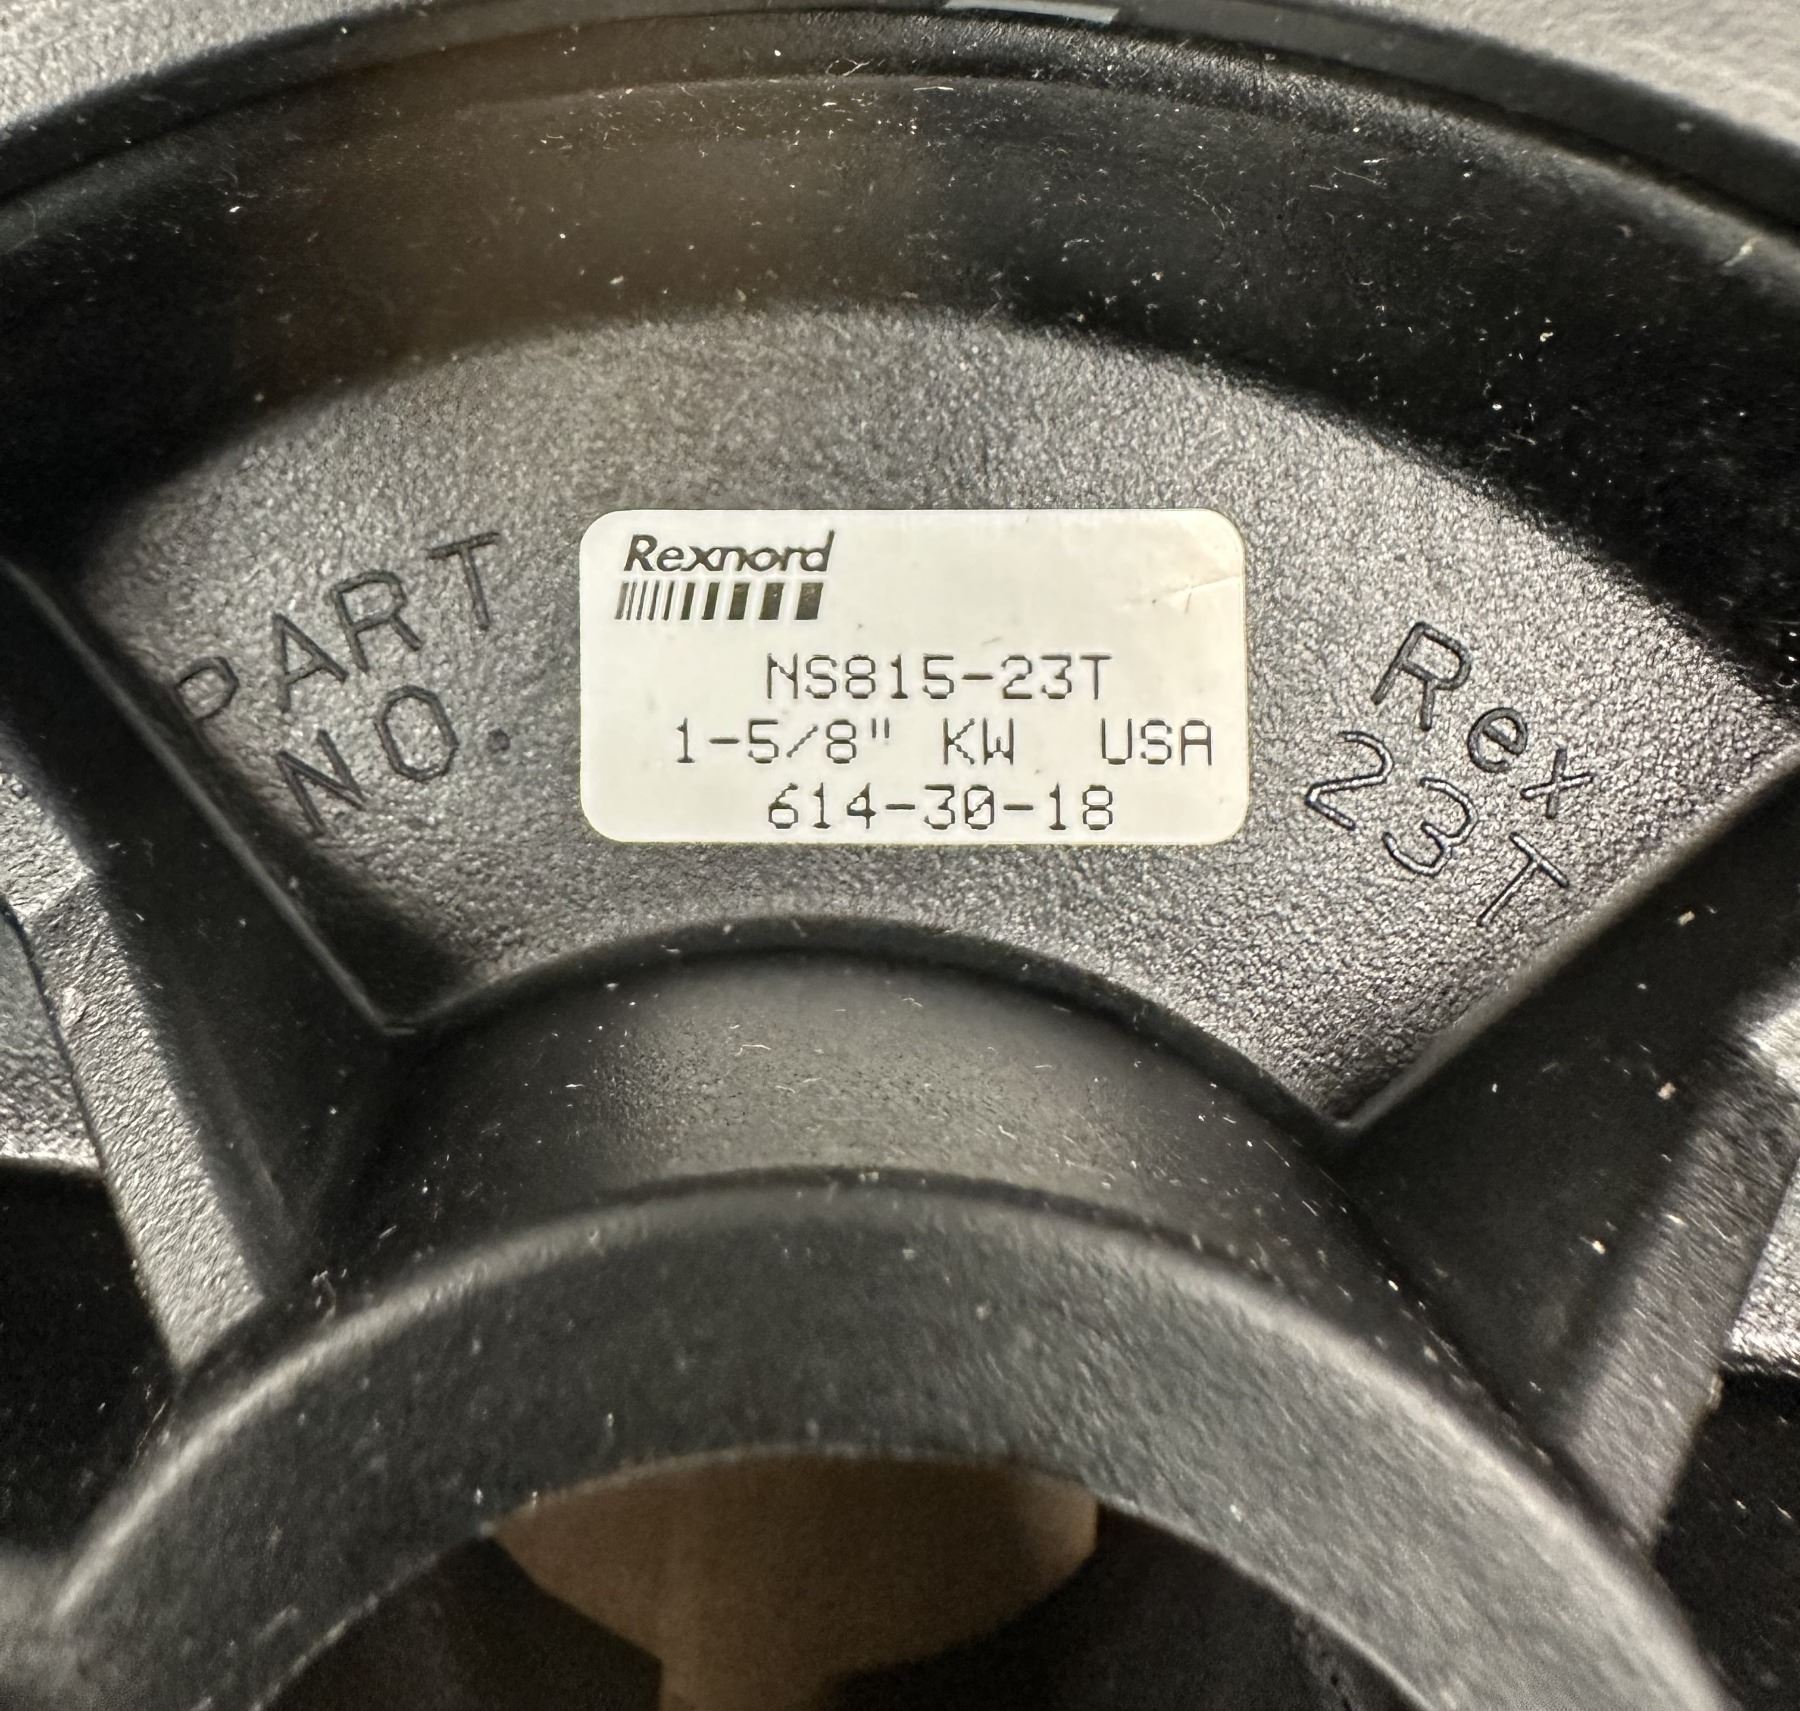 PART
NO.
Rexnord
NS815-23T
1-5/8" KW USA
614-30-18
Rex
23T